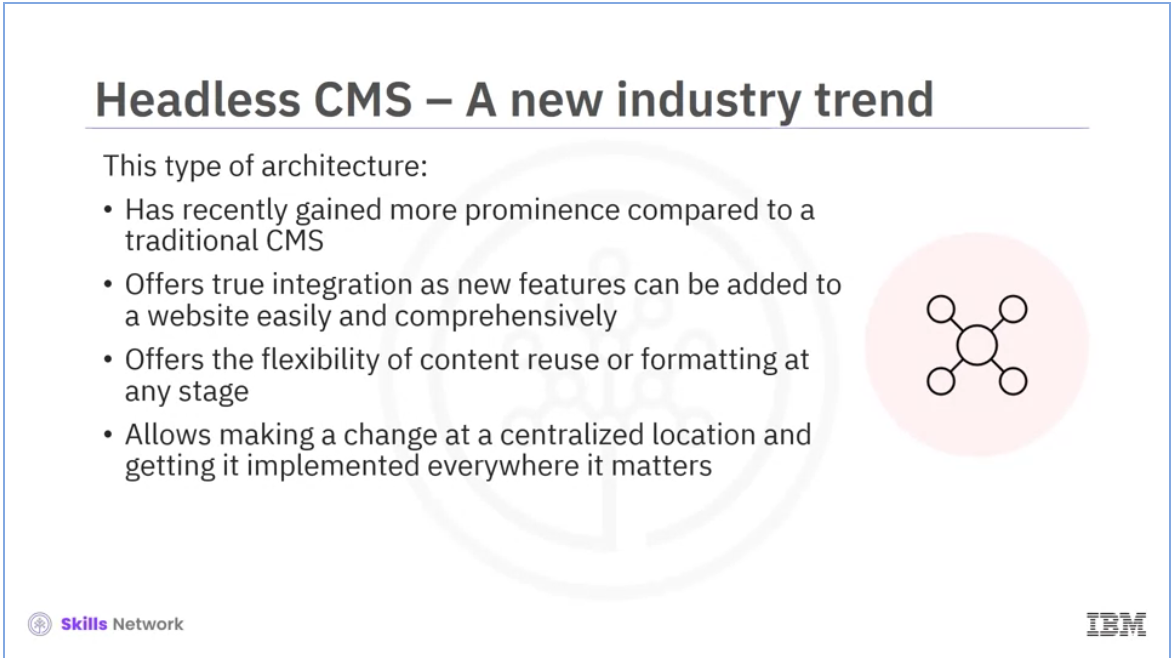 Headless CMS – A new industry trend
This type of architecture:
• Has recently gained more prominence compared to a
traditional CMS
• Offers true integration as new features can be added to
a website easily and comprehensively
• Offers the flexibility of content reuse or formatting at
any stage
• Allows making a change at a centralized location and
getting it implemented everywhere it matters
Skills Network
IBM